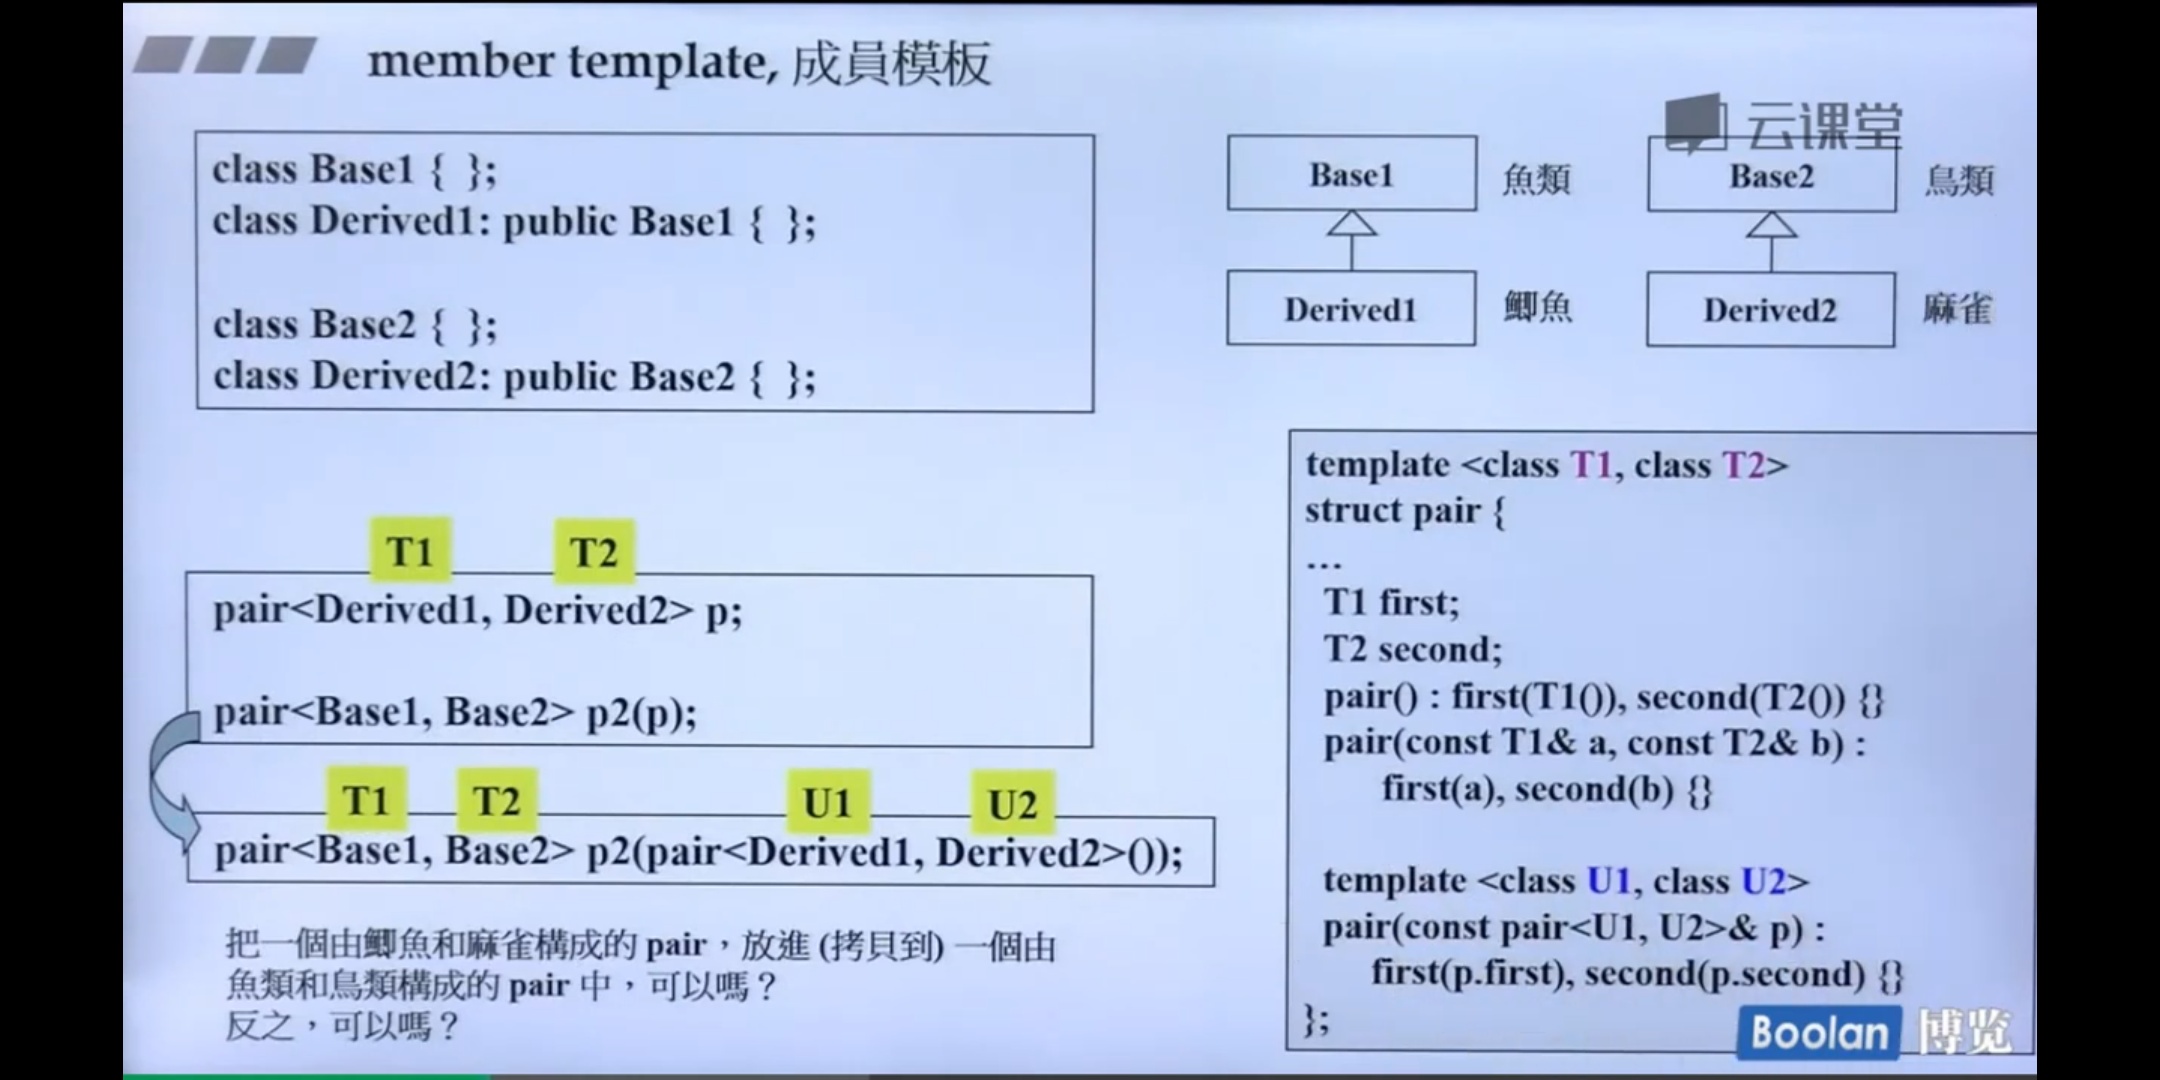 member template, 成員模板
云课堂
class Base1 { };
class Derived1: public Base1 { };
class Base2 { };
class Derived2: public Base2 { };
Base1
魚類
Base2
鳥類
Derived1
鯽魚
Derived2
麻雀
T1
T2
pair<Derived1, Derived2> p;
pair<Base1, Base2> p2(p);
T1
T2
U1
U2
pair<Base1, Base2> p2(pair<Derived1, Derived2>());
把一個由鯽魚和麻雀構成的 pair，放進 (拷貝到) 一個由
魚類和鳥類構成的 pair 中，可以嗎？
反之，可以嗎？
template <class T1, class T2>
struct pair {
...
T1 first;
T2 second;
pair() : first(T1()), second(T2()) {}
pair(const T1& a, const T2& b) :
first(a), second(b) {}
template <class U1, class U2>
pair(const pair<U1, U2>& p) :
first(p.first), second(p.second) {}
};
Boolan 博览